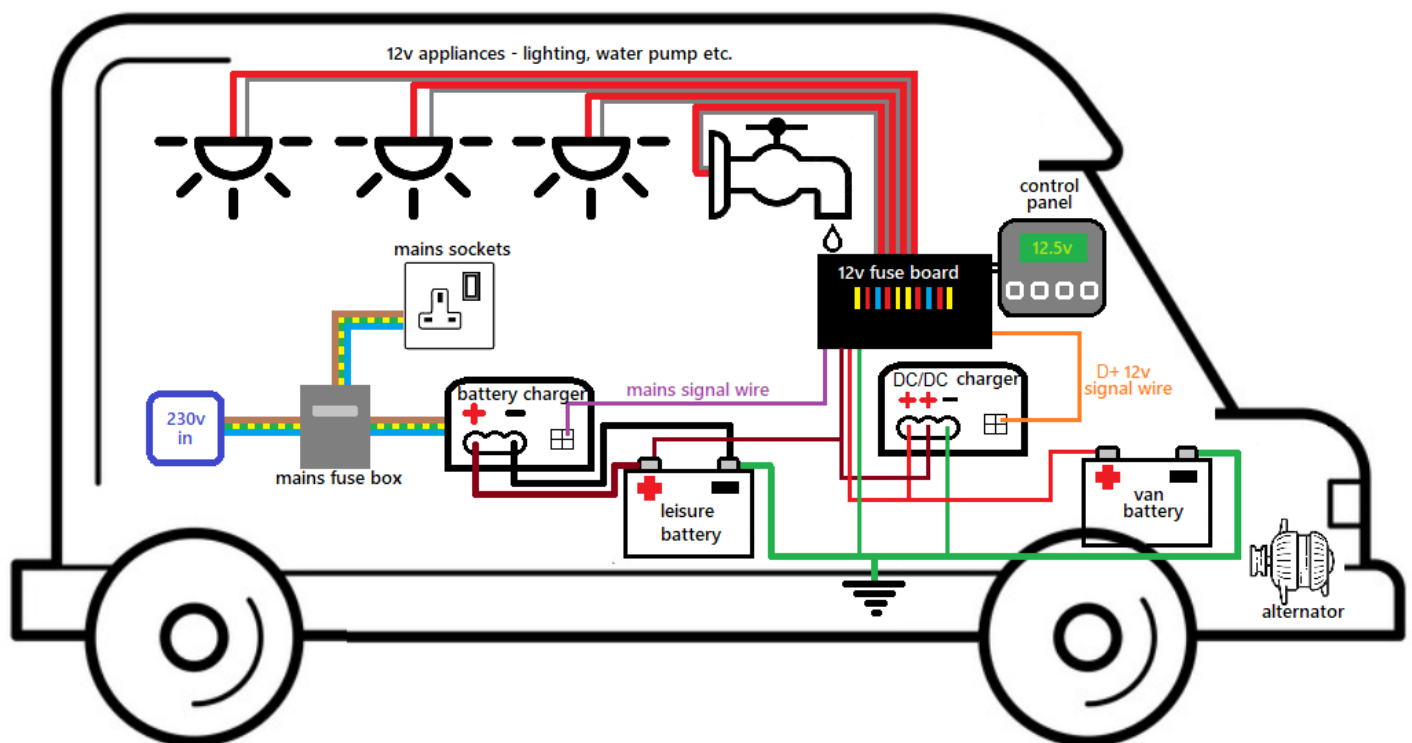 12v appliances - lighting, water pump etc.
control
panel
12.5v
mains sockets
12v fuse board
battery charger
+ -
mains signal wire
DC/DC charger
+ + -
D+ 12v
signal wire
230v
in
mains fuse box
+ -
leisure
battery
+ -
van
battery
alternator